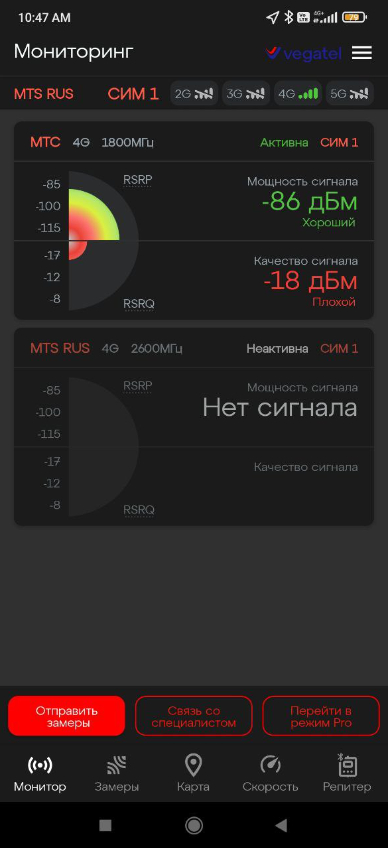 10:47 AM
VoLTE 4G+ 79
Мониторинг
vegatel
MTS RUS СИМ 1 2G 3G 4G 5G
МТС 4G 1800МГц Активна СИМ 1
RSRP
-85
-100
-115
-17
-12
-8
RSRQ
Мощность сигнала
-86 дБм
Хороший
Качество сигнала
-18 дБм
Плохой
MTS RUS 4G 2600МГц Неактивна СИМ 1
RSRP
-85
-100
-115
-17
-12
-8
RSRQ
Мощность сигнала
Нет сигнала
Качество сигнала
Отправить
замеры
Связь со
специалистом
Перейти в
режим Pro
Монитор Замеры Карта Скорость Репитер